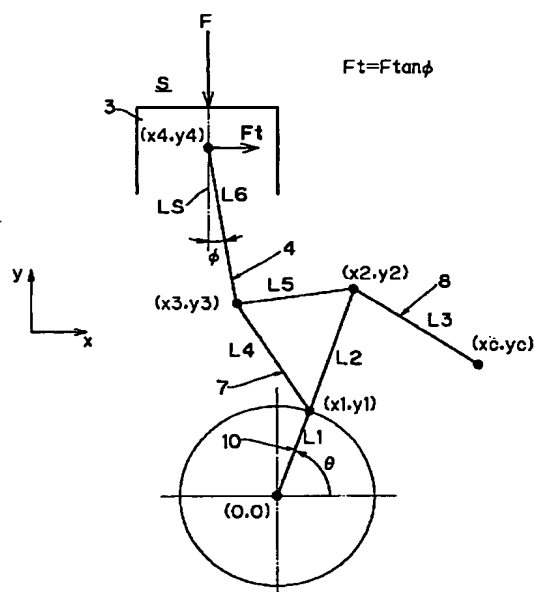 F
Ft=Ftanϕ
S
3
(x4.y4)
Ft
LS
L6
ϕ
4
y
x
(x2.y2)
8
L5
(x3.y3)
L3
(xc.yc)
L4
L2
7
(x1.y1)
10
L1
θ
(0.0)